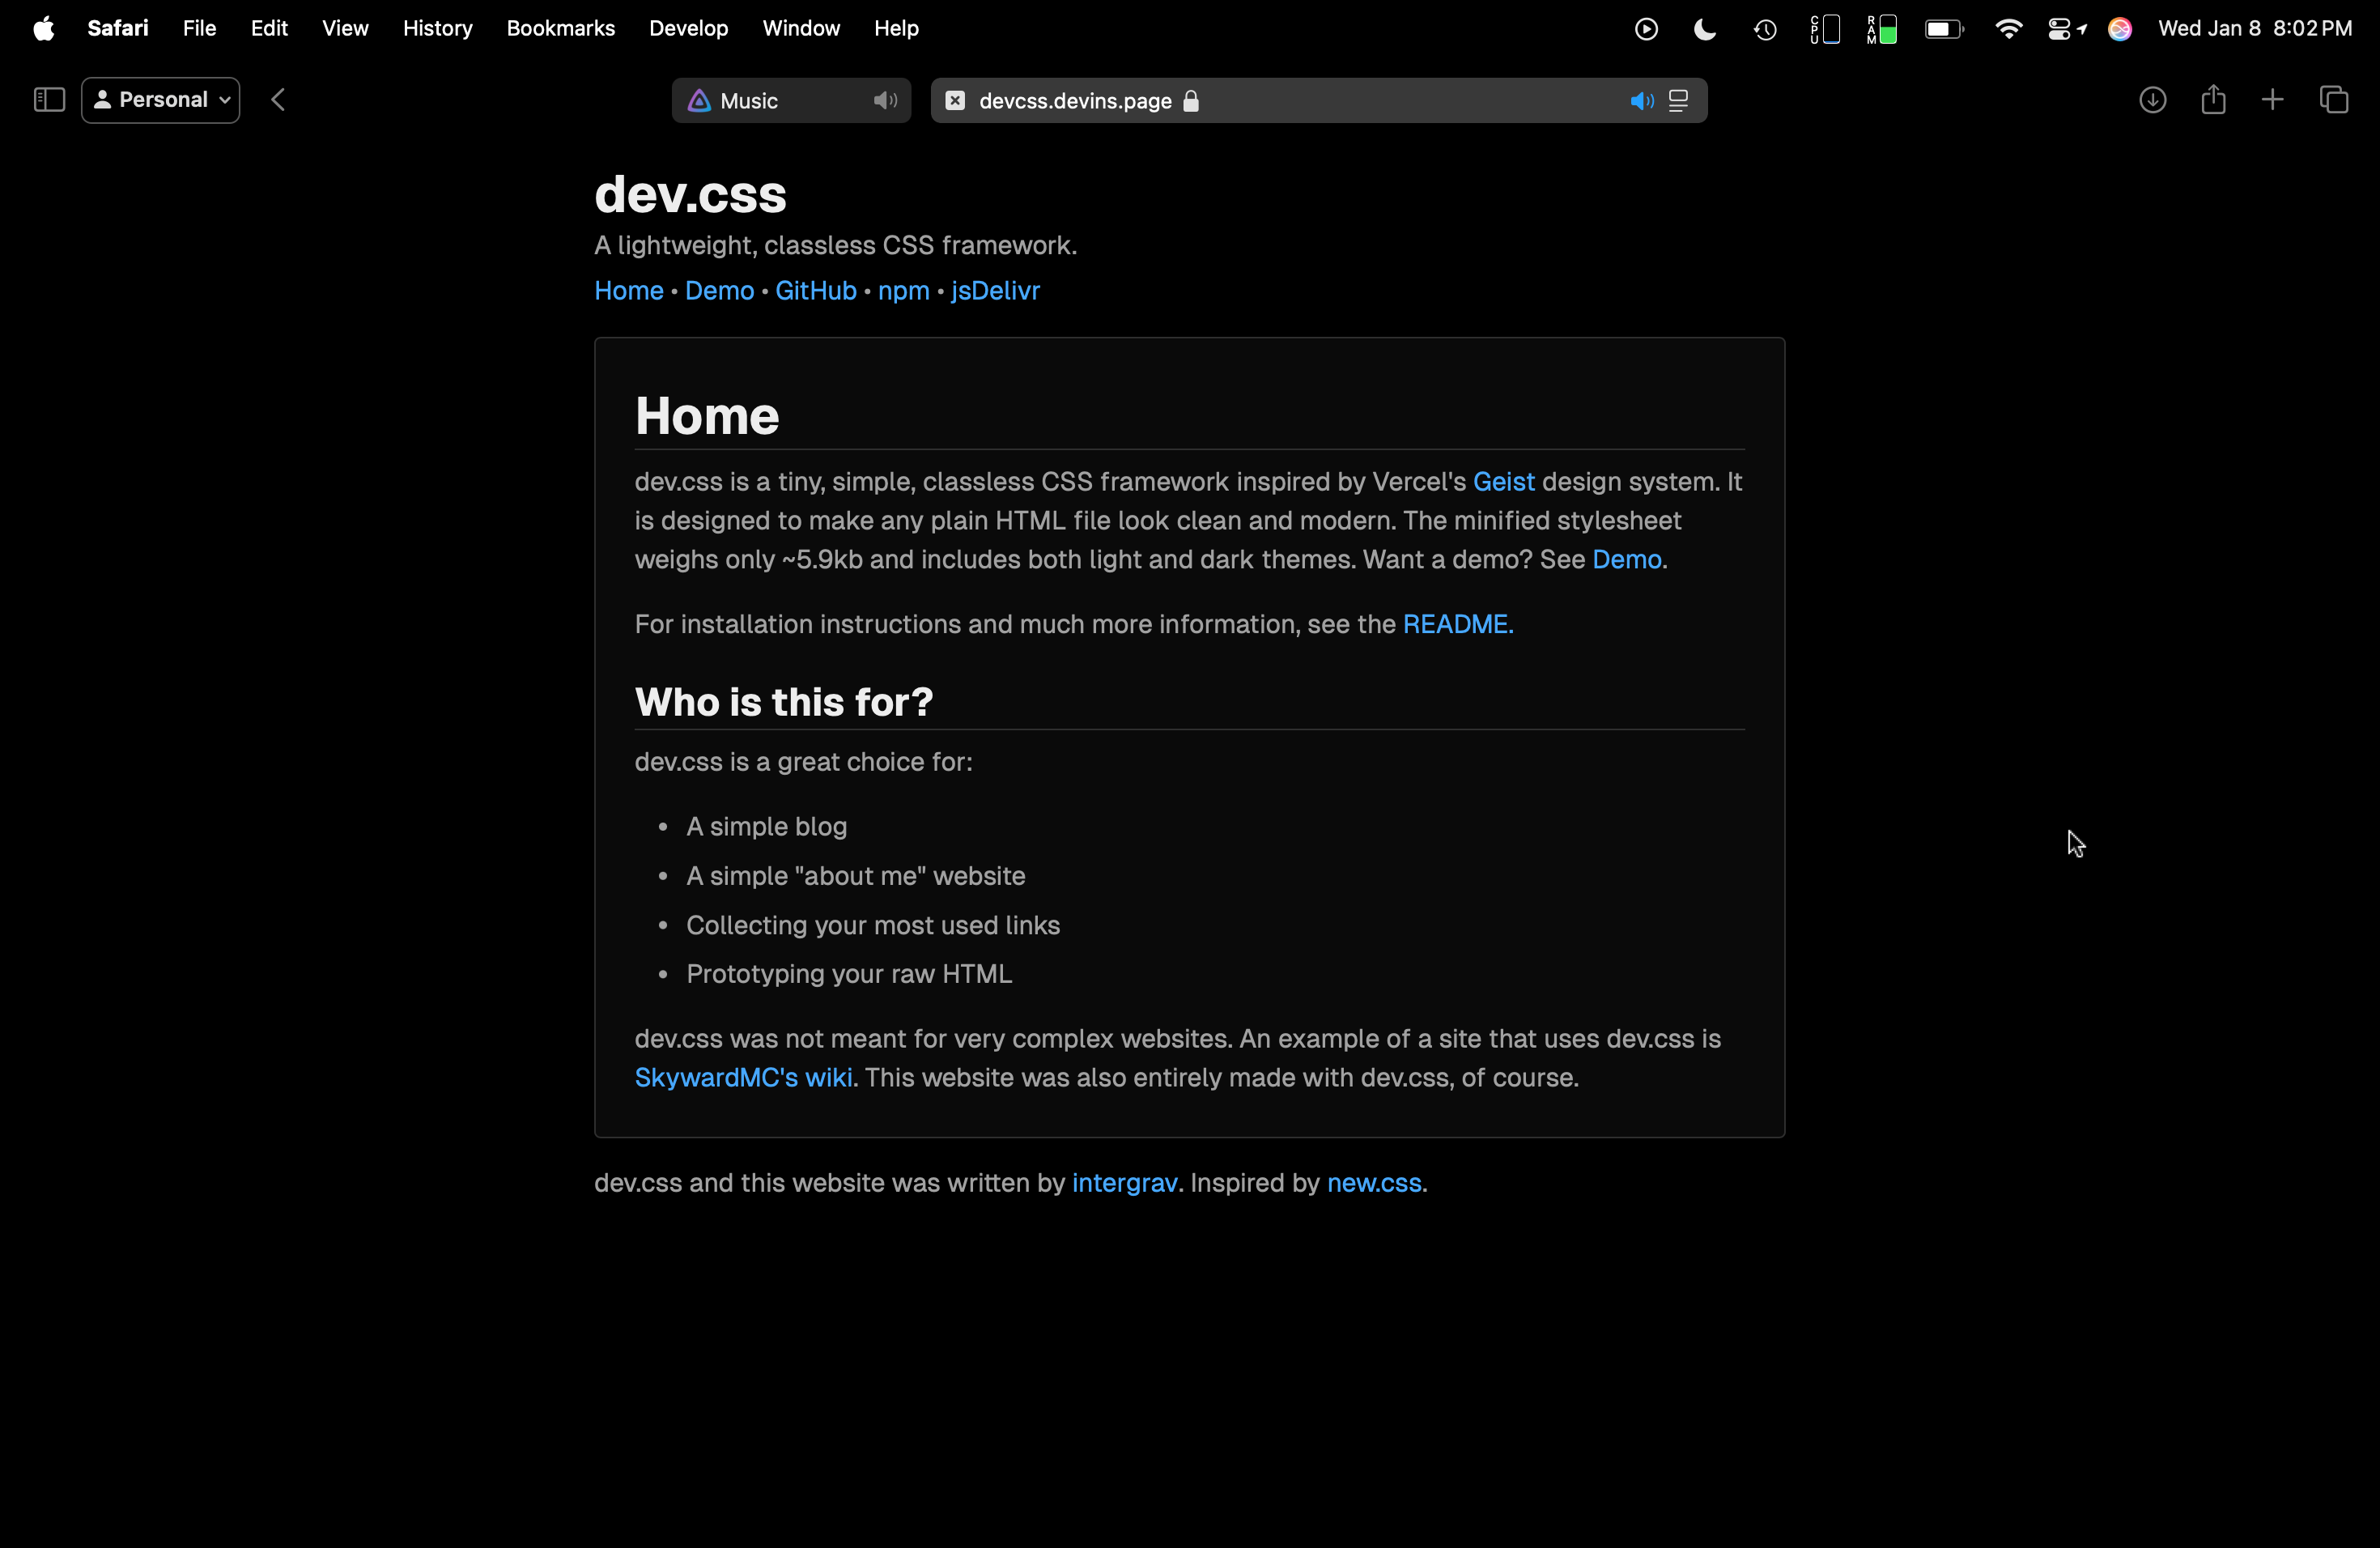 Safari File Edit View History Bookmarks Develop Window Help CPU RAM Wed Jan 8 8:02 PM
Personal Music devcss.devins.page
dev.css
A lightweight, classless CSS framework.
Home • Demo • GitHub • npm • jsDelivr
Home
dev.css is a tiny, simple, classless CSS framework inspired by Vercel's Geist design system. It
is designed to make any plain HTML file look clean and modern. The minified stylesheet
weighs only ~5.9kb and includes both light and dark themes. Want a demo? See Demo.
For installation instructions and much more information, see the README.
Who is this for?
dev.css is a great choice for:
• A simple blog
• A simple "about me" website
• Collecting your most used links
• Prototyping your raw HTML
dev.css was not meant for very complex websites. An example of a site that uses dev.css is
SkywardMC's wiki. This website was also entirely made with dev.css, of course.
dev.css and this website was written by intergrav. Inspired by new.css.